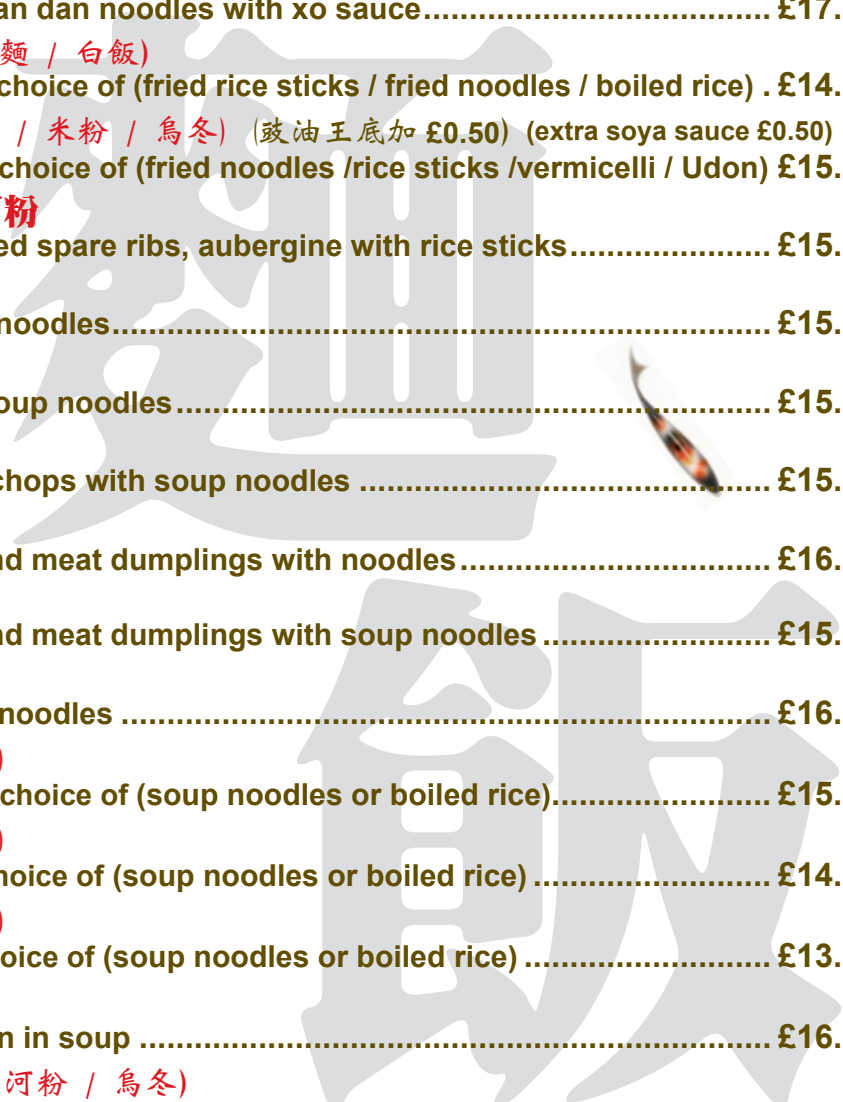 an dan noodles with xo sauce.......................................... £17.
麵 / 白飯)
choice of (fried rice sticks / fried noodles / boiled rice) . £14.
/ 米粉 / 烏冬) (豉油王底加 £0.50) (extra soya sauce £0.50)
choice of (fried noodles /rice sticks /vermicelli / Udon) £15.
粉
ed spare ribs, aubergine with rice sticks...................... £15.
noodles......................................................................... £15.
oup noodles.................................................................. £15.
chops with soup noodles ............................................. £15.
nd meat dumplings with noodles.................................. £16.
nd meat dumplings with soup noodles ......................... £15.
noodles ........................................................................ £16.
)
choice of (soup noodles or boiled rice)........................ £15.
)
hoice of (soup noodles or boiled rice) .......................... £14.
)
oice of (soup noodles or boiled rice) ........................... £13.
n in soup ...................................................................... £16.
河粉 / 烏冬)
麵
飯